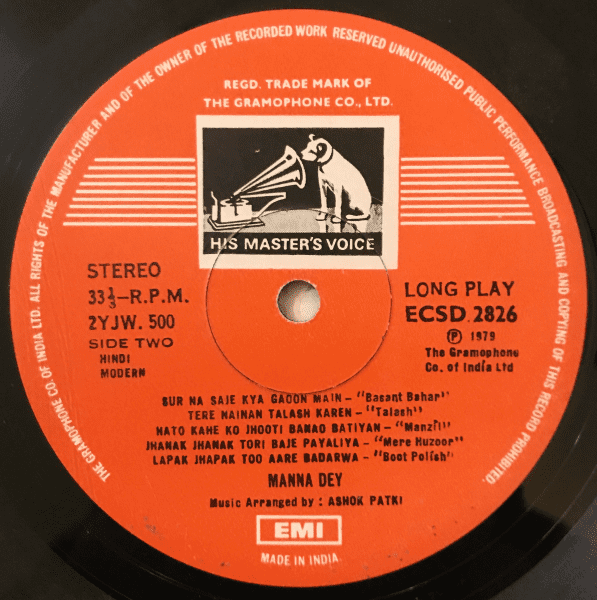 THE GRAMOPHONE CO. OF INDIA LTD. ALL RIGHTS OF THE MANUFACTURER AND OF THE OWNER OF THE RECORDED WORK RESERVED UNAUTHORISED PUBLIC PERFORMANCE BROADCASTING AND COPYING OF THIS RECORD PROHIBITED.
REGD. TRADE MARK OF
THE GRAMOPHONE CO., LTD.
HIS MASTER'S VOICE
STEREO
33⅓–R.P.M.
2YJW. 500
SIDE TWO
HINDI
MODERN
LONG PLAY
ECSD. 2826
Ⓟ 1979
The Gramophone
Co. of India Ltd
SUR NA SAJE KYA GAOON MAIN – "Basant Bahar"
TERE NAINAN TALASH KAREN – "Talash"
HATO KAHE KO JHOOTI BANAO BATIYAN – "Manzil"
JHANAK JHANAK TORI BAJE PAYALIYA – "Mere Huzoor"
LAPAK JHAPAK TOO AARE BADARWA – "Boot Polish"
MANNA DEY
Music Arranged by : ASHOK PATKI
EMI
MADE IN INDIA.